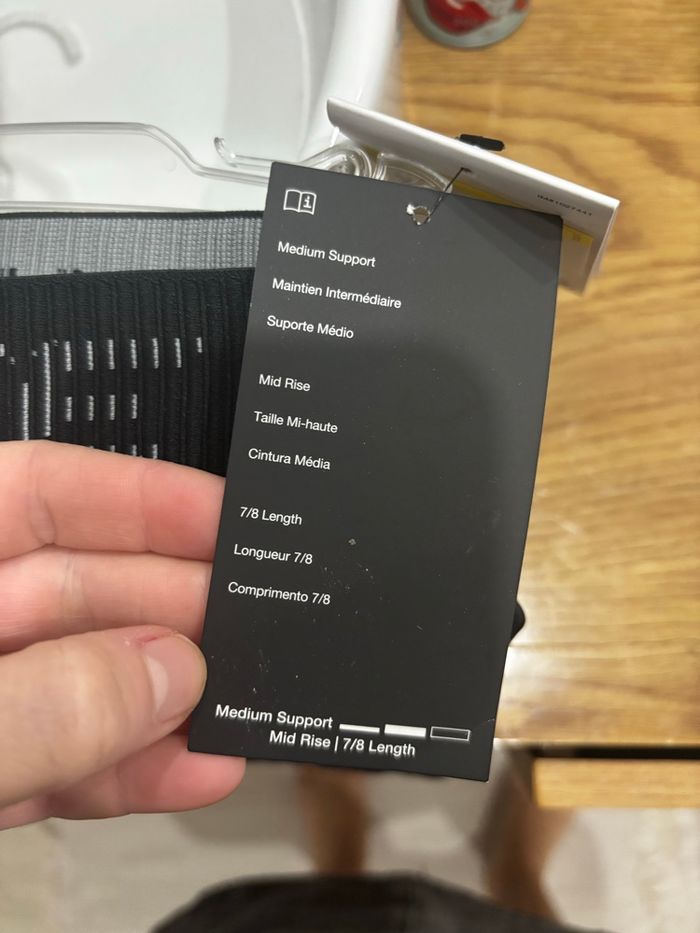 Medium Support
Maintien Intermédiaire
Suporte Médio
Mid Rise
Taille Mi-haute
Cintura Média
7/8 Length
Longueur 7/8
Comprimento 7/8
Medium Support
Mid Rise | 7/8 Length